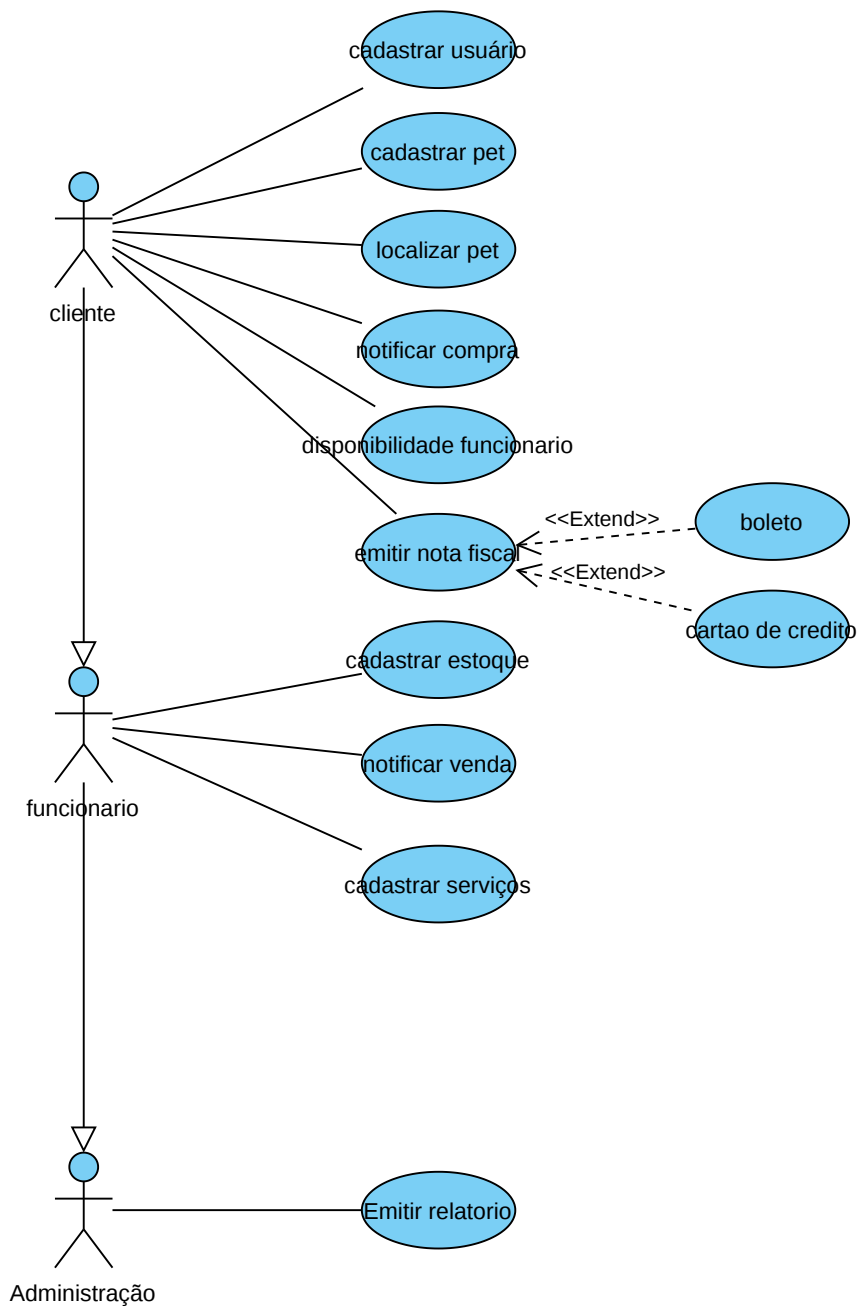 cadastrar usuário
cadastrar pet
localizar pet
cliente
notificar compra
disponibilidade funcionario
<<Extend>>
boleto
emitir nota fiscal
<<Extend>>
cartao de credito
cadastrar estoque
notificar venda
funcionario
cadastrar serviços
Emitir relatorio
Administração